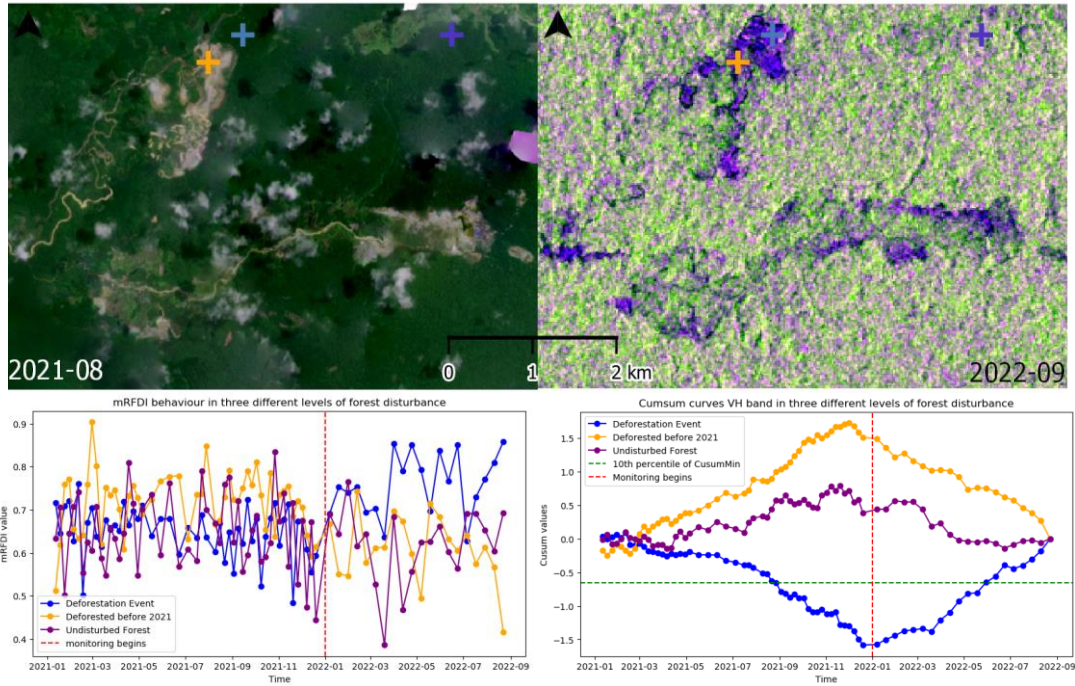 2021-08
0 1 2 km
2022-09
mRFDI behaviour in three different levels of forest disturbance
mRFDI value
0.9
0.8
0.7
0.6
0.5
0.4
Deforestation Event
Deforested before 2021
Undisturbed Forest
monitoring begins
2021-01 2021-03 2021-05 2021-07 2021-09 2021-11 2022-01 2022-03 2022-05 2022-07 2022-09
Time
Cumsum curves VH band in three different levels of forest disturbance
Cusum values
1.5
1.0
0.5
0.0
−0.5
−1.0
−1.5
Deforestation Event
Deforested before 2021
Undisturbed Forest
10th percentile of CusumMin
Monitoring begins
2021-01 2021-03 2021-05 2021-07 2021-09 2021-11 2022-01 2022-03 2022-05 2022-07 2022-09
Time